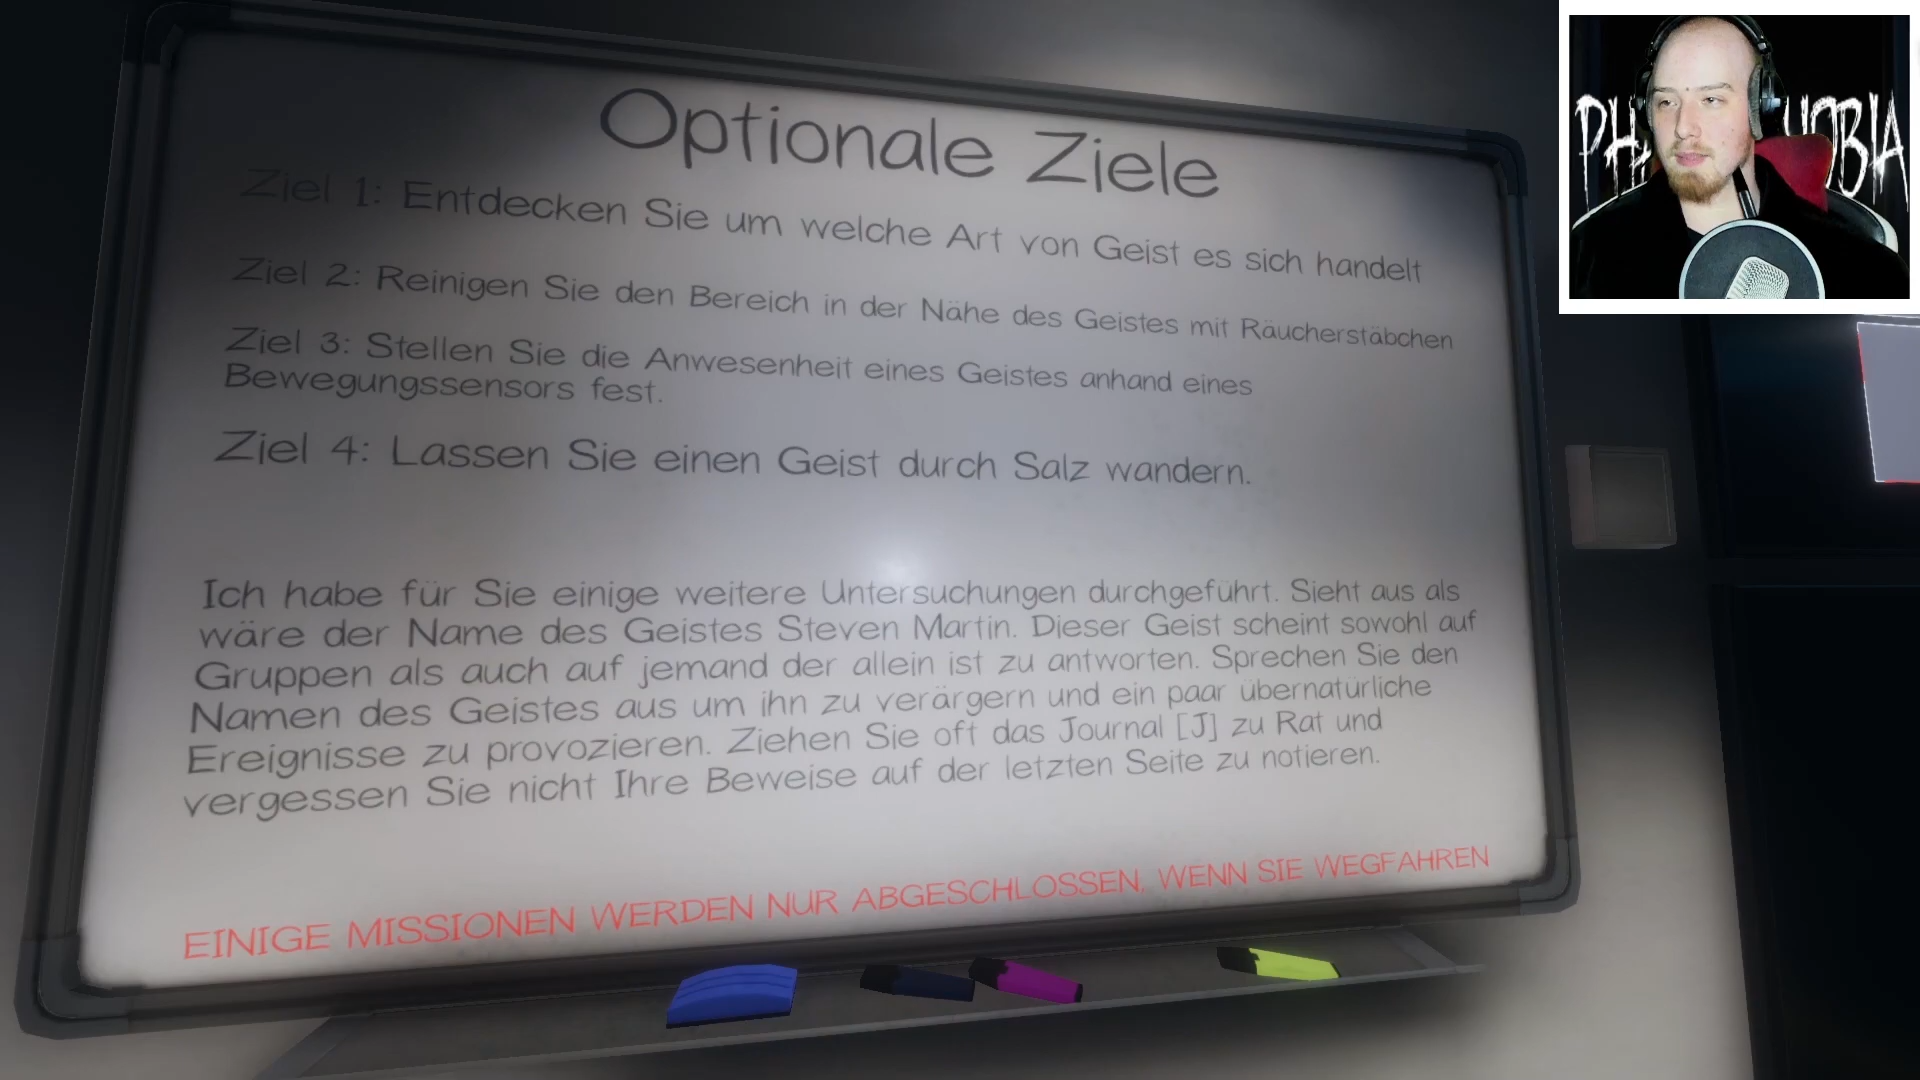 Optionale Ziele
Ziel 1: Entdecken Sie um welche Art von Geist es sich handelt
Ziel 2: Reinigen Sie den Bereich in der Nähe des Geistes mit Räucherstäbchen
Ziel 3: Stellen Sie die Anwesenheit eines Geistes anhand eines
Bewegungssensors fest.
Ziel 4: Lassen Sie einen Geist durch Salz wandern.
Ich habe für Sie einige weitere Untersuchungen durchgeführt. Sieht aus als
wäre der Name des Geistes Steven Martin. Dieser Geist scheint sowohl auf
Gruppen als auch auf jemand der allein ist zu antworten. Sprechen Sie den
Namen des Geistes aus um ihn zu verärgern und ein paar übernatürliche
Ereignisse zu provozieren. Ziehen Sie oft das Journal [J] zu Rat und
vergessen Sie nicht Ihre Beweise auf der letzten Seite zu notieren.
EINIGE MISSIONEN WERDEN NUR ABGESCHLOSSEN, WENN SIE WEGFAHREN